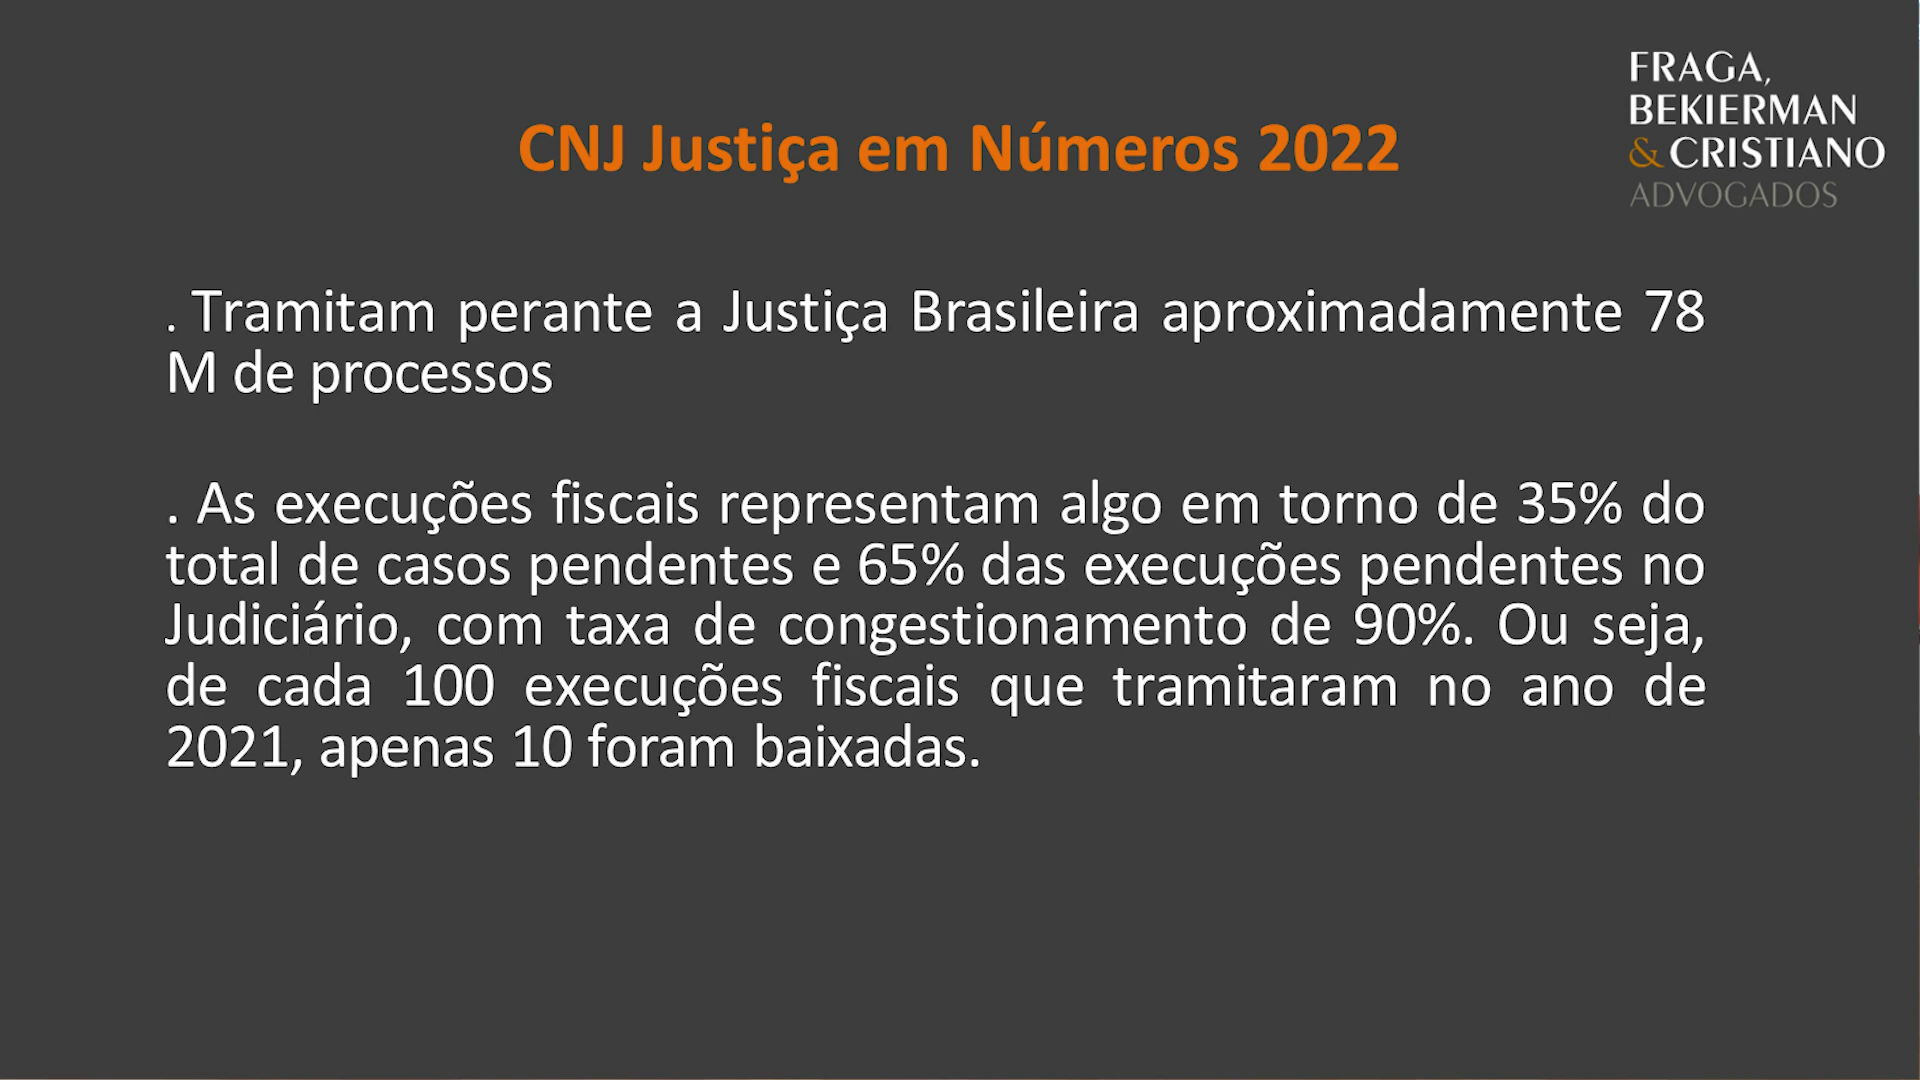 FRAGA,
BEKIERMAN
& CRISTIANO
ADVOGADOS
CNJ Justiça em Números 2022
. Tramitam perante a Justiça Brasileira aproximadamente 78
M de processos
. As execuções fiscais representam algo em torno de 35% do
total de casos pendentes e 65% das execuções pendentes no
Judiciário, com taxa de congestionamento de 90%. Ou seja,
de cada 100 execuções fiscais que tramitaram no ano de
2021, apenas 10 foram baixadas.